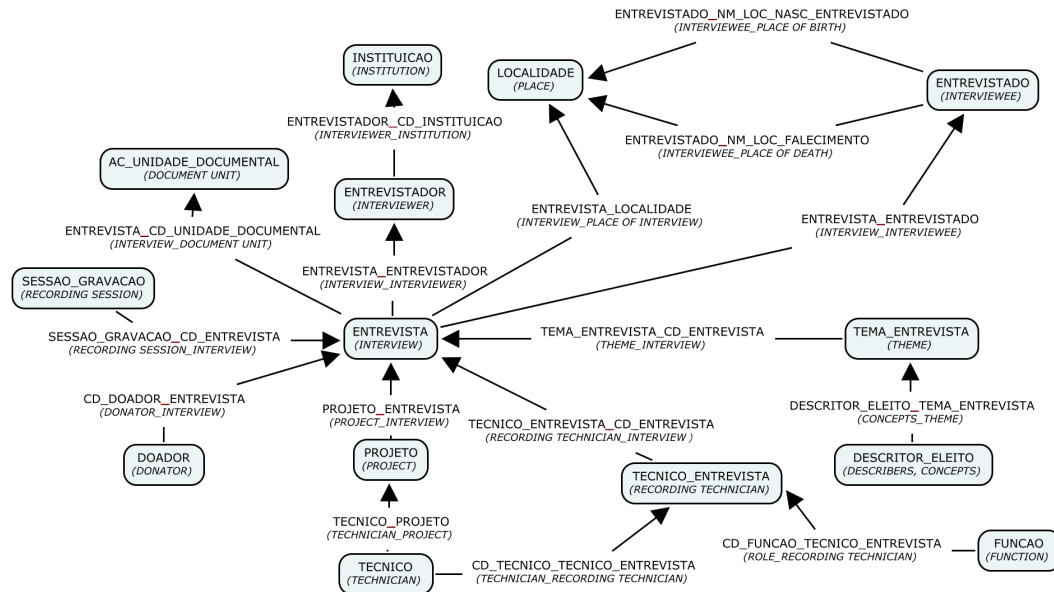 ENTREVISTADO_NM_LOC_NASC_ENTREVISTADO
(INTERVIEWEE_PLACE OF BIRTH)
INSTITUICAO
(INSTITUTION)
LOCALIDADE
(PLACE)
ENTREVISTADO
(INTERVIEWEE)
ENTREVISTADOR_CD_INSTITUICAO
(INTERVIEWER_INSTITUTION)
ENTREVISTADO_NM_LOC_FALECIMENTO
(INTERVIEWEE_PLACE OF DEATH)
AC_UNIDADE_DOCUMENTAL
(DOCUMENT UNIT)
ENTREVISTADOR
(INTERVIEWER)
ENTREVISTA_LOCALIDADE
(INTERVIEW_PLACE OF INTERVIEW)
ENTREVISTA_ENTREVISTADO
(INTERVIEW_INTERVIEWEE)
ENTREVISTA_CD_UNIDADE_DOCUMENTAL
(INTERVIEW_DOCUMENT UNIT)
ENTREVISTA_ENTREVISTADOR
(INTERVIEW_INTERVIEWER)
SESSAO_GRAVACAO
(RECORDING SESSION)
SESSAO_GRAVACAO_CD_ENTREVISTA
(RECORDING SESSION_INTERVIEW)
ENTREVISTA
(INTERVIEW)
TEMA_ENTREVISTA_CD_ENTREVISTA
(THEME_INTERVIEW)
TEMA_ENTREVISTA
(THEME)
CD_DOADOR_ENTREVISTA
(DONATOR_INTERVIEW)
PROJETO_ENTREVISTA
(PROJECT_INTERVIEW)
TECNICO_ENTREVISTA_CD_ENTREVISTA
(RECORDING TECHNICIAN_INTERVIEW )
DESCRITOR_ELEITO_TEMA_ENTREVISTA
(CONCEPTS_THEME)
DOADOR
(DONATOR)
PROJETO
(PROJECT)
DESCRITOR_ELEITO
(DESCRIBERS, CONCEPTS)
TECNICO_ENTREVISTA
(RECORDING TECHNICIAN)
TECNICO_PROJETO
(TECHNICIAN_PROJECT)
CD_FUNCAO_TECNICO_ENTREVISTA
(ROLE_RECORDING TECHNICIAN)
FUNCAO
(FUNCTION)
TECNICO
(TECHNICIAN)
CD_TECNICO_TECNICO_ENTREVISTA
(TECHNICIAN_RECORDING TECHNICIAN)